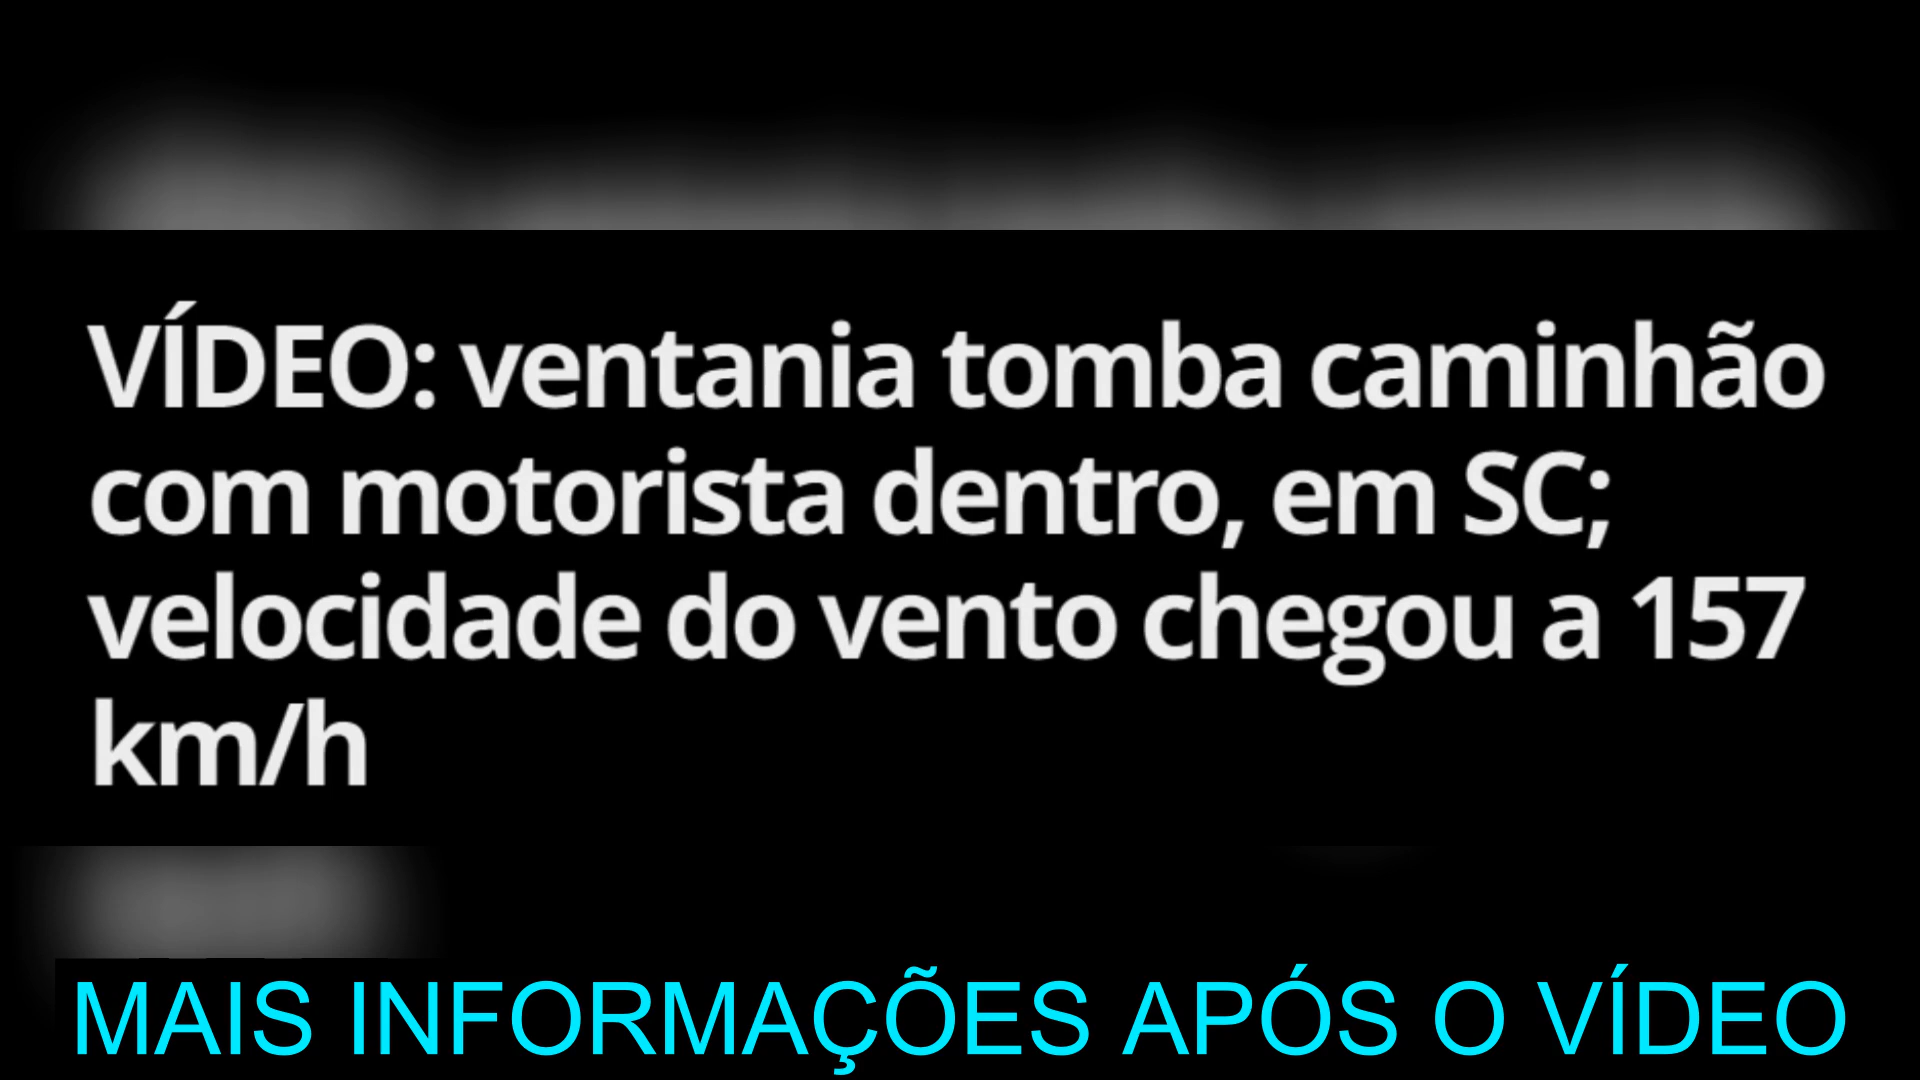 VÍDEO: ventania tomba caminhão
com motorista dentro, em SC;
velocidade do vento chegou a 157
km/h
MAIS INFORMAÇÕES APÓS O VÍDEO